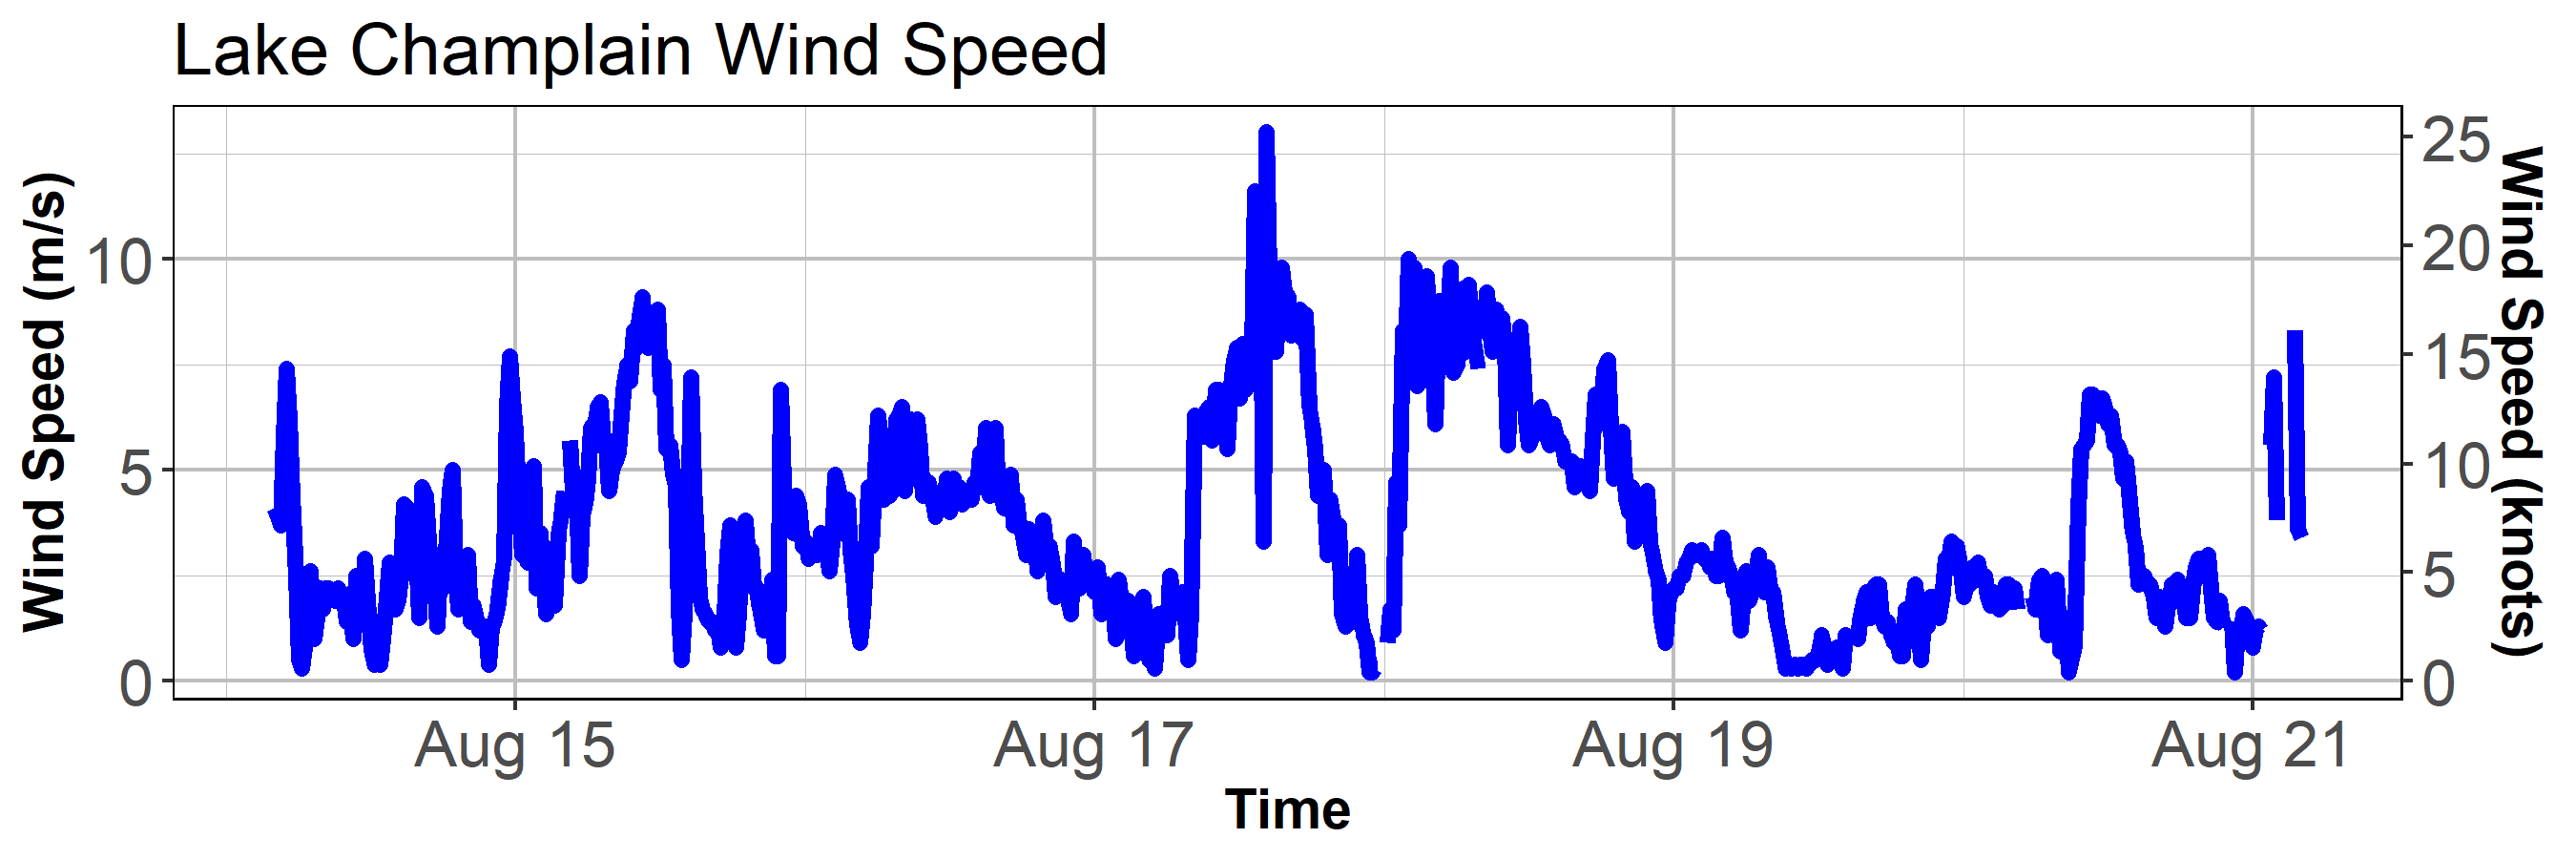 Lake Champlain Wind Speed
Wind Speed (m/s)
10
5
0
25
20
15
10
5
0
Wind Speed (knots)
Aug 15
Aug 17
Aug 19
Aug 21
Time